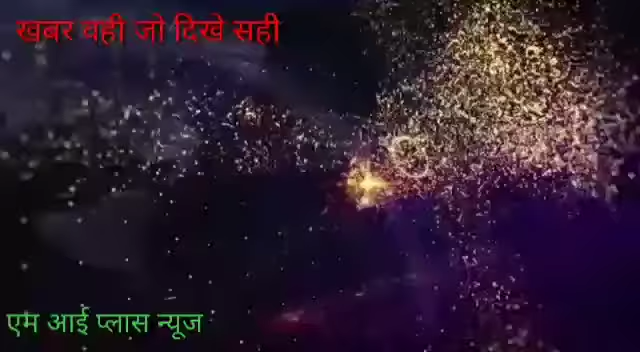 खबर वही जो दिखे सही
एम आई प्लास न्यूज